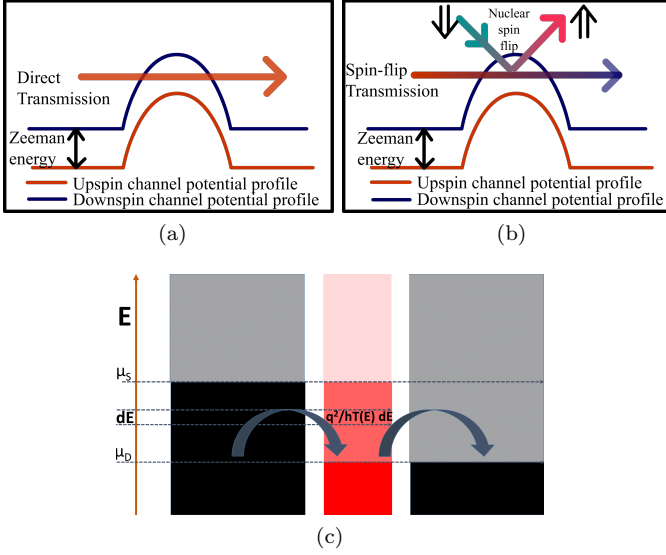 Direct
Transmission
Zeeman
energy
Upspin channel potential profile
Downspin channel potential profile
(a)
Nuclear
spin
flip
Spin-flip
Transmission
Zeeman
energy
Upspin channel potential profile
Downspin channel potential profile
(b)
E
μS
dE
q²/hT(E) dE
μD
(c)